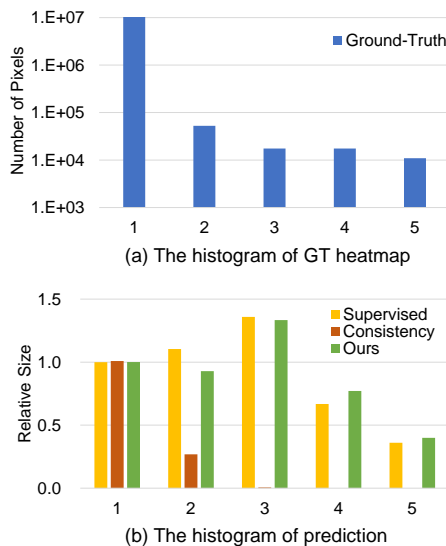 1.E+07
1.E+06
1.E+05
1.E+04
1.E+03
Number of Pixels
Ground-Truth
1 2 3 4 5
(a) The histogram of GT heatmap
1.5
1.0
0.5
0.0
Relative Size
Supervised
Consistency
Ours
1 2 3 4 5
(b) The histogram of prediction